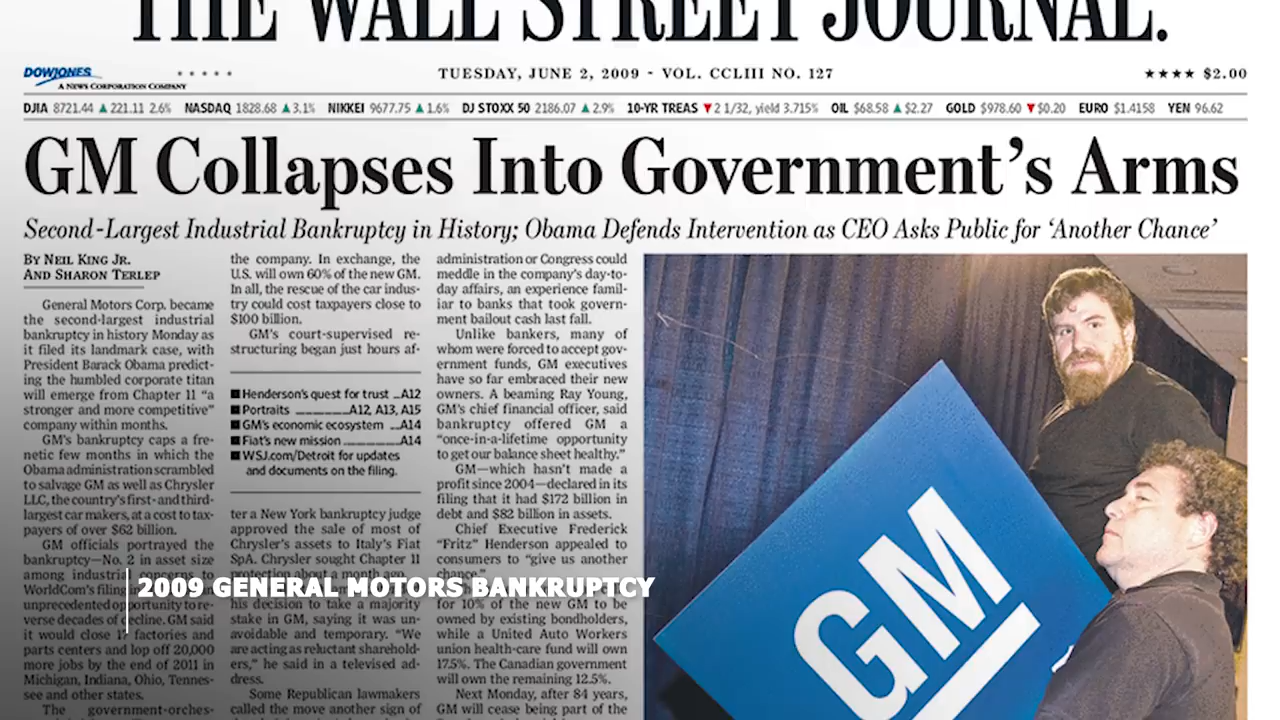 THE WALL STREET JOURNAL.
DOWJONES
A NEWS CORPORATION COMPANY
TUESDAY, JUNE 2, 2009 - VOL. CCLIII NO. 127
★★★★ $2.00
DJIA 8721.44 ▲ 221.11 2.6% NASDAQ 1828.68 ▲ 3.1% NIKKEI 9677.75 ▲ 1.6% DJ STOXX 50 2186.07 ▲ 2.9% 10-YR TREAS ▼ 2 1/32, yield 3.715% OIL $68.58 ▲ $2.27 GOLD $978.60 ▼ $0.20 EURO $1.4158 YEN 96.62
GM Collapses Into Government's Arms
Second-Largest Industrial Bankruptcy in History; Obama Defends Intervention as CEO Asks Public for 'Another Chance'
BY NEIL KING JR.
AND SHARON TERLEP
General Motors Corp. became
the second-largest industrial
bankruptcy in history Monday as
it filed its landmark case, with
President Barack Obama predict-
ing the humbled corporate titan
will emerge from Chapter 11 "a
stronger and more competitive"
company within months.
GM's bankruptcy caps a fre-
netic few months in which the
Obama administration scrambled
to salvage GM as well as Chrysler
LLC, the country's first- and third-
largest car makers, at a cost to tax-
payers of over $62 billion.
GM officials portrayed the
bankruptcy—No. 2 in asset size
among industrial
WorldCom's filing
unprecedented opportunity to re-
verse decades of decline. GM said
it would close 17 factories and
parts centers and lop off 20,000
more jobs by the end of 2011 in
Michigan, Indiana, Ohio, Tennes-
see and other states.
The government-orches-
the company. In exchange, the
U.S. will own 60% of the new GM.
In all, the rescue of the car indus-
try could cost taxpayers close to
$100 billion.
GM's court-supervised re-
structuring began just hours af-
■ Henderson's quest for trust A12
■ Portraits A12, A13, A15
■ GM's economic ecosystem A14
■ Fiat's new mission A14
■ WSJ.com/Detroit for updates
and documents on the filing.
ter a New York bankruptcy judge
approved the sale of most of
Chrysler's assets to Italy's Fiat
SpA. Chrysler sought Chapter 11
protection about a month ago.
his decision to take a majority
stake in GM, saying it was un-
avoidable and temporary. "We
are acting as reluctant sharehold-
ers," he said in a televised ad-
dress.
Some Republican lawmakers
called the move another sign of
administration or Congress could
meddle in the company's day-to-
day affairs, an experience famil-
iar to banks that took govern-
ment bailout cash last fall.
Unlike bankers, many of
whom were forced to accept gov-
ernment funds, GM executives
have so far embraced their new
owners. A beaming Ray Young,
GM's chief financial officer, said
bankruptcy offered GM a
"once-in-a-lifetime opportunity
to get our balance sheet healthy."
GM—which hasn't made a
profit since 2004—declared in its
filing that it had $172 billion in
debt and $82 billion in assets.
Chief Executive Frederick
"Fritz" Henderson appealed to
consumers to "give us another
chance."
for 10% of the new GM to be
owned by existing bondholders,
while a United Auto Workers
union health-care fund will own
17.5%. The Canadian government
will own the remaining 12.5%.
Next Monday, after 84 years,
GM will cease being part of the
GM
2009 GENERAL MOTORS BANKRUPTCY